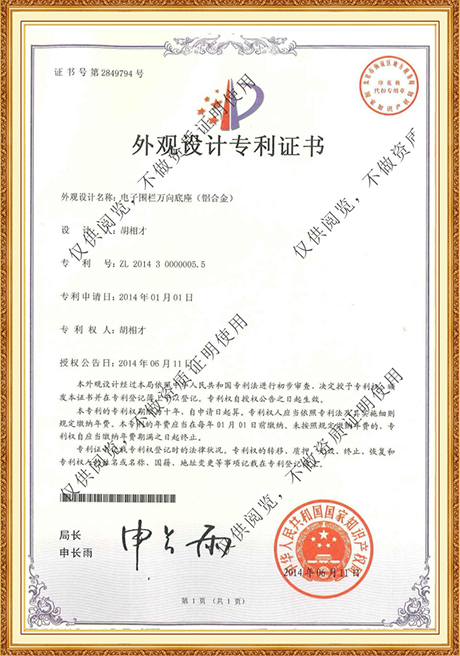 证书号第2849794号
外观设计专利证书
外观设计名称：电子围栏万向底座（铝合金）
设计人：胡相才
专利号：ZL 2014 3 0000005.5
专利申请日：2014年01月01日
专利权人：胡相才
授权公告日：2014年06月11日
本外观设计经过本局依照中华人民共和国专利法进行初步审查，决定授予专利权，颁
发本证书并在专利登记簿上予以登记。专利权自授权公告之日起生效。
本专利的专利权期限为十年，自申请日起算。专利权人应当依照专利法及其实施细则
规定缴纳年费。本专利的年费应当在每年01月01日前缴纳。未按照规定缴纳年费的，专
利权自应当缴纳年费期满之日起终止。
专利证书记载专利权登记时的法律状况。专利权的转移、质押、无效、终止、恢复和
专利权人的姓名或名称、国籍、地址变更等事项记载在专利登记簿上。
局长
申长雨
申长雨
中华人民共和国国家知识产权局
2014年06月11日
第1页（共1页）
仅供阅览，不做资质证明使用
仅供阅览，不做资质证明使用
仅供阅览，不做资质
供阅览，不做资质证明使用